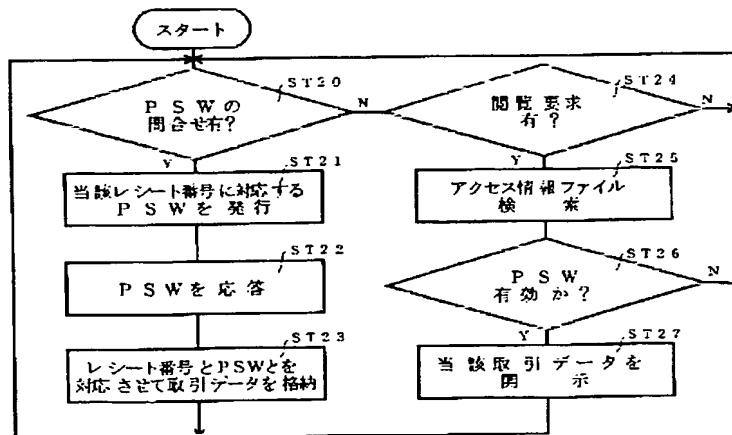 スタート
ST20
PSWの
問合せ有?
N
Y
ST21
当該レシート番号に対応する
PSWを発行
ST22
PSWを応答
ST23
レシート番号とPSWとを
対応させて取引データを格納
ST24
閲覧要求
有?
N
Y
ST25
アクセス情報ファイル
検索
ST26
PSW
有効か?
N
Y
ST27
当該取引データを
開示